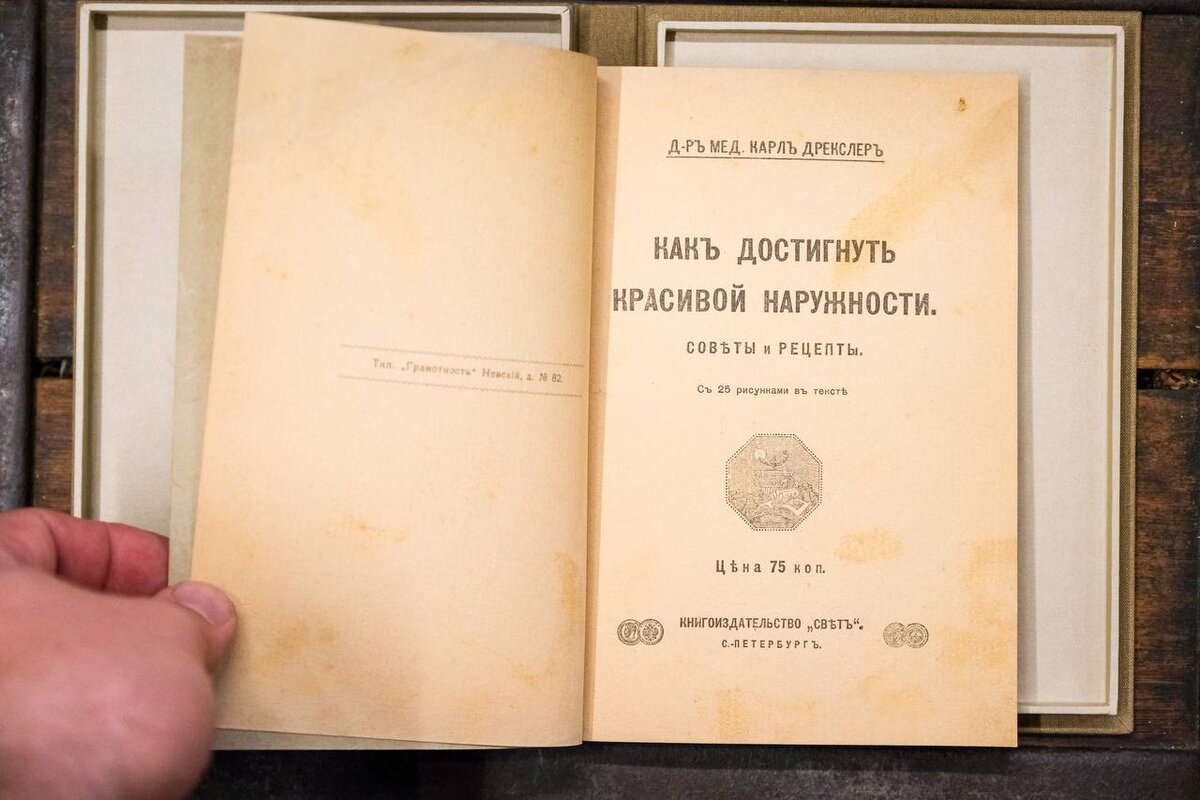 Тип. „Грамотность“ Невскій, д. № 82
Д-РЪ МЕД. КАРЛЪ ДРЕКСЛЕРЪ
КАКЪ ДОСТИГНУТЬ
КРАСИВОЙ НАРУЖНОСТИ.
СОВѢТЫ и РЕЦЕПТЫ.
Съ 25 рисунками въ текстѣ
Цѣна 75 коп.
КНИГОИЗДАТЕЛЬСТВО „СВѢТЪ“.
С.-ПЕТЕРБУРГЪ.